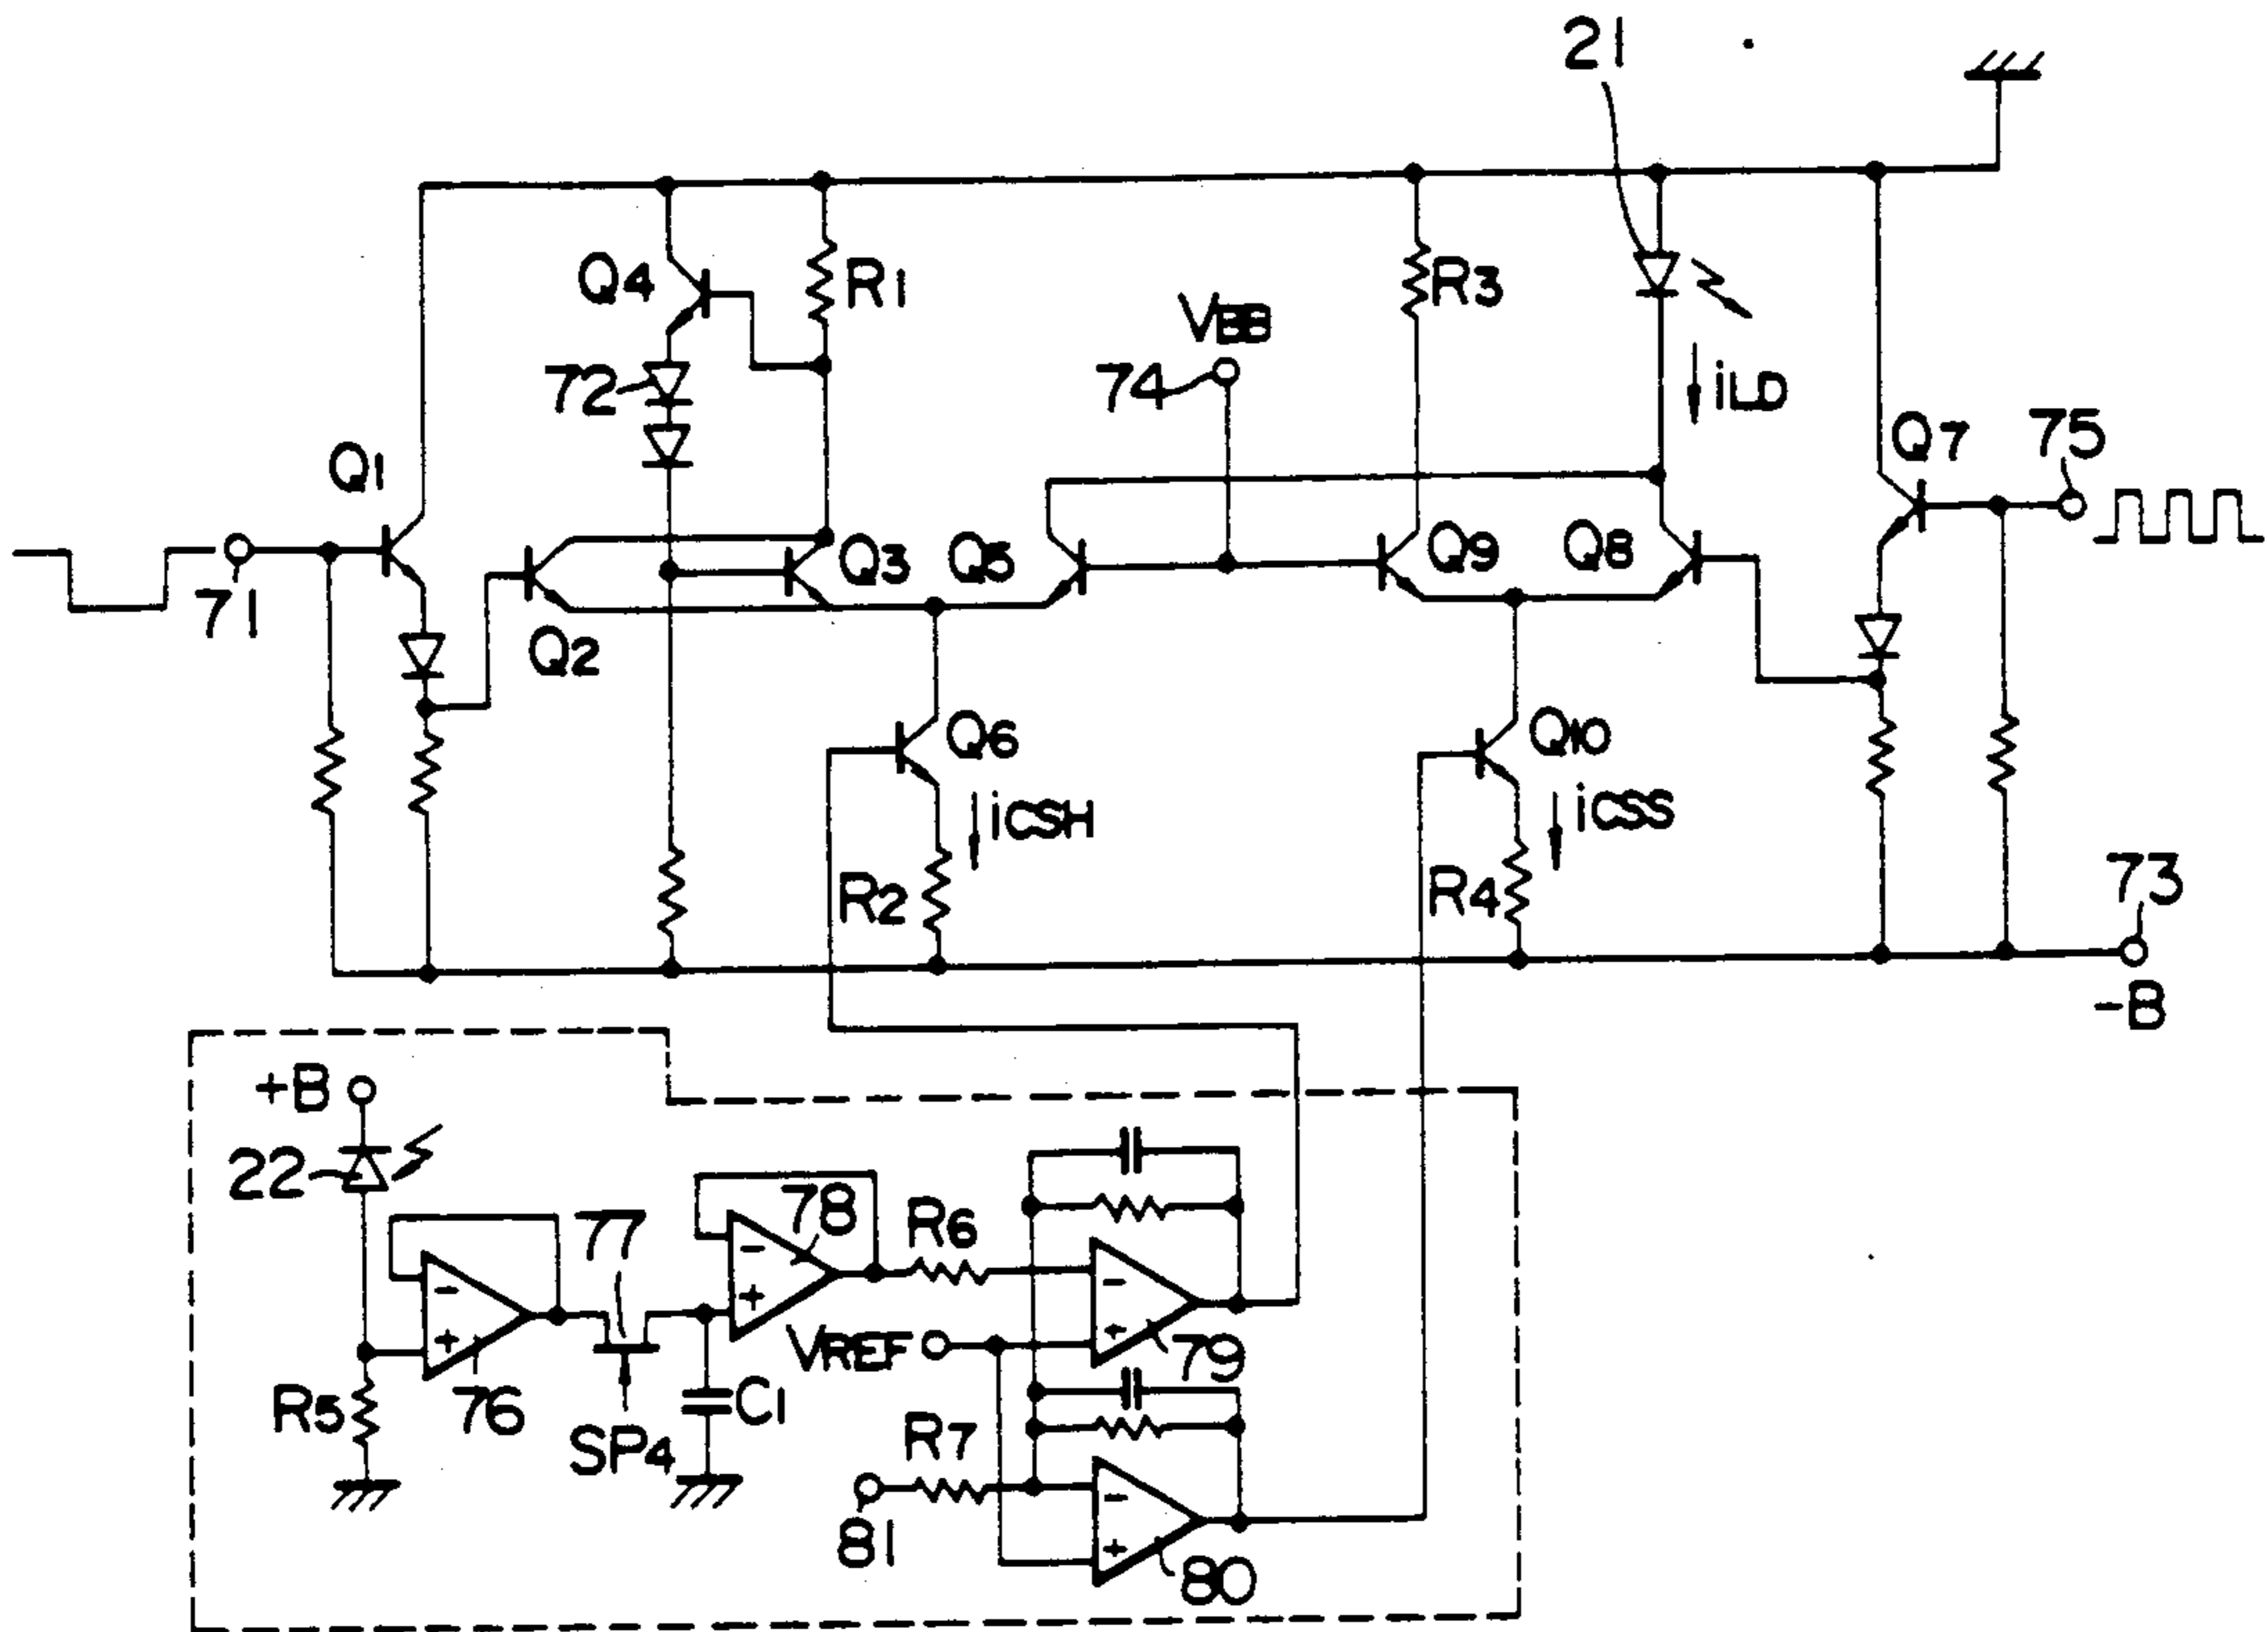 21
Q4
R1
R3
VBB
72
74
iLD
Q1
Q7
75
71
Q2
Q3
Q5
Q9
Q8
Q6
Q10
iCSH
iCSS
R2
R4
73
-B
+B
22
77
78
R6
-
+
-
+
-
+
76
VREF
79
R5
SP4
C1
R7
81
-
+
80